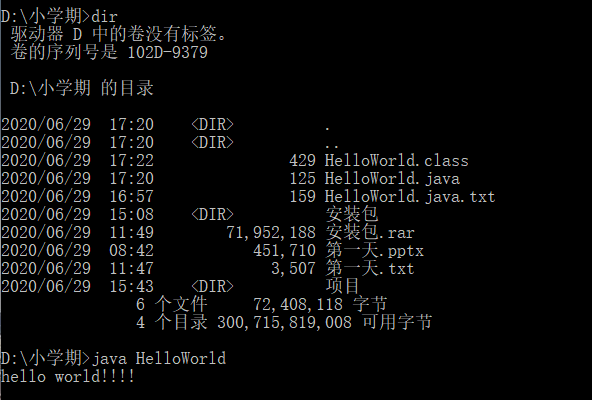 D:\小学期>dir
驱动器 D 中的卷没有标签。
卷的序列号是 102D-9379
D:\小学期 的目录
2020/06/29  17:20    <DIR>          .
2020/06/29  17:20    <DIR>          ..
2020/06/29  17:22               429 HelloWorld.class
2020/06/29  17:20               125 HelloWorld.java
2020/06/29  16:57               159 HelloWorld.java.txt
2020/06/29  15:08    <DIR>          安装包
2020/06/29  11:49        71,952,188 安装包.rar
2020/06/29  08:42           451,710 第一天.pptx
2020/06/29  11:47             3,507 第一天.txt
2020/06/29  15:43    <DIR>          项目
6 个文件     72,408,118 字节
4 个目录 300,715,819,008 可用字节
D:\小学期>java HelloWorld
hello world!!!!